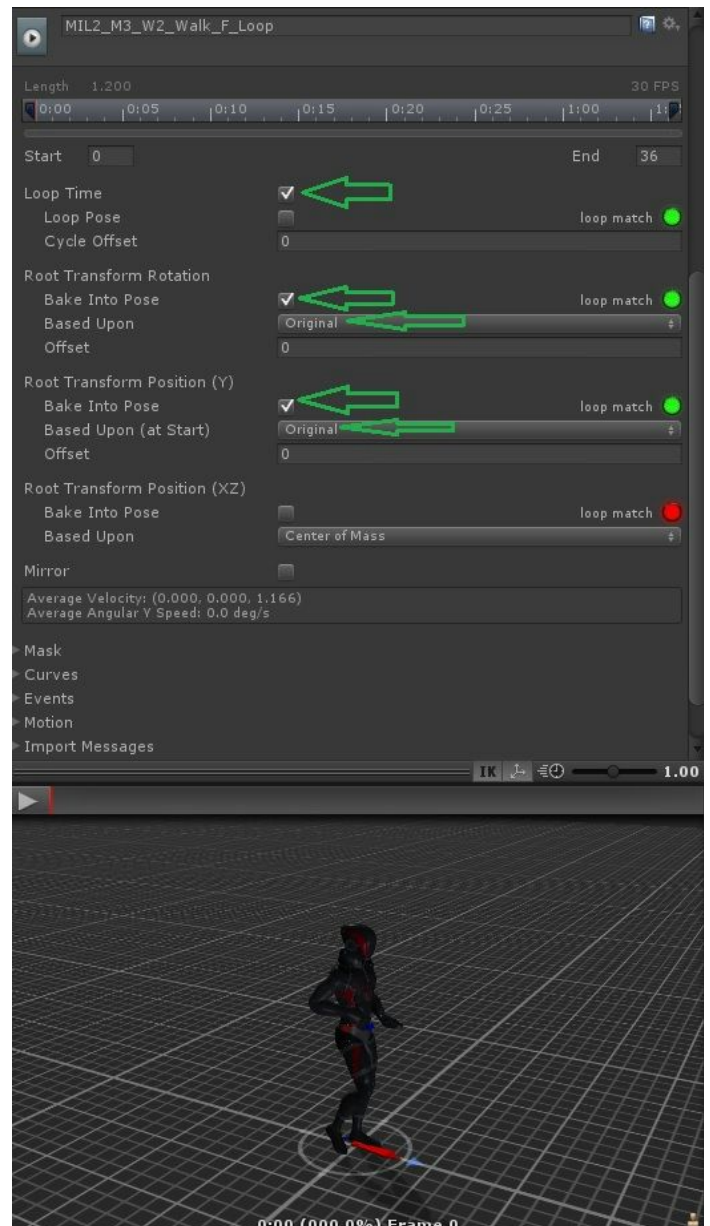 MIL2_M3_W2_Walk_F_Loop
Length 1.200 30 FPS
0:00 0:05 0:10 0:15 0:20 0:25 1:00 1:
Start 0 End 36
Loop Time
Loop Pose loop match
Cycle Offset 0
Root Transform Rotation
Bake Into Pose loop match
Based Upon Original
Offset 0
Root Transform Position (Y)
Bake Into Pose loop match
Based Upon (at Start) Original
Offset 0
Root Transform Position (XZ)
Bake Into Pose loop match
Based Upon Center of Mass
Mirror
Average Velocity: (0.000, 0.000, 1.166)
Average Angular Y Speed: 0.0 deg/s
Mask
Curves
Events
Motion
Import Messages
IK 1.00
0:00 (000.0%) Frame 0